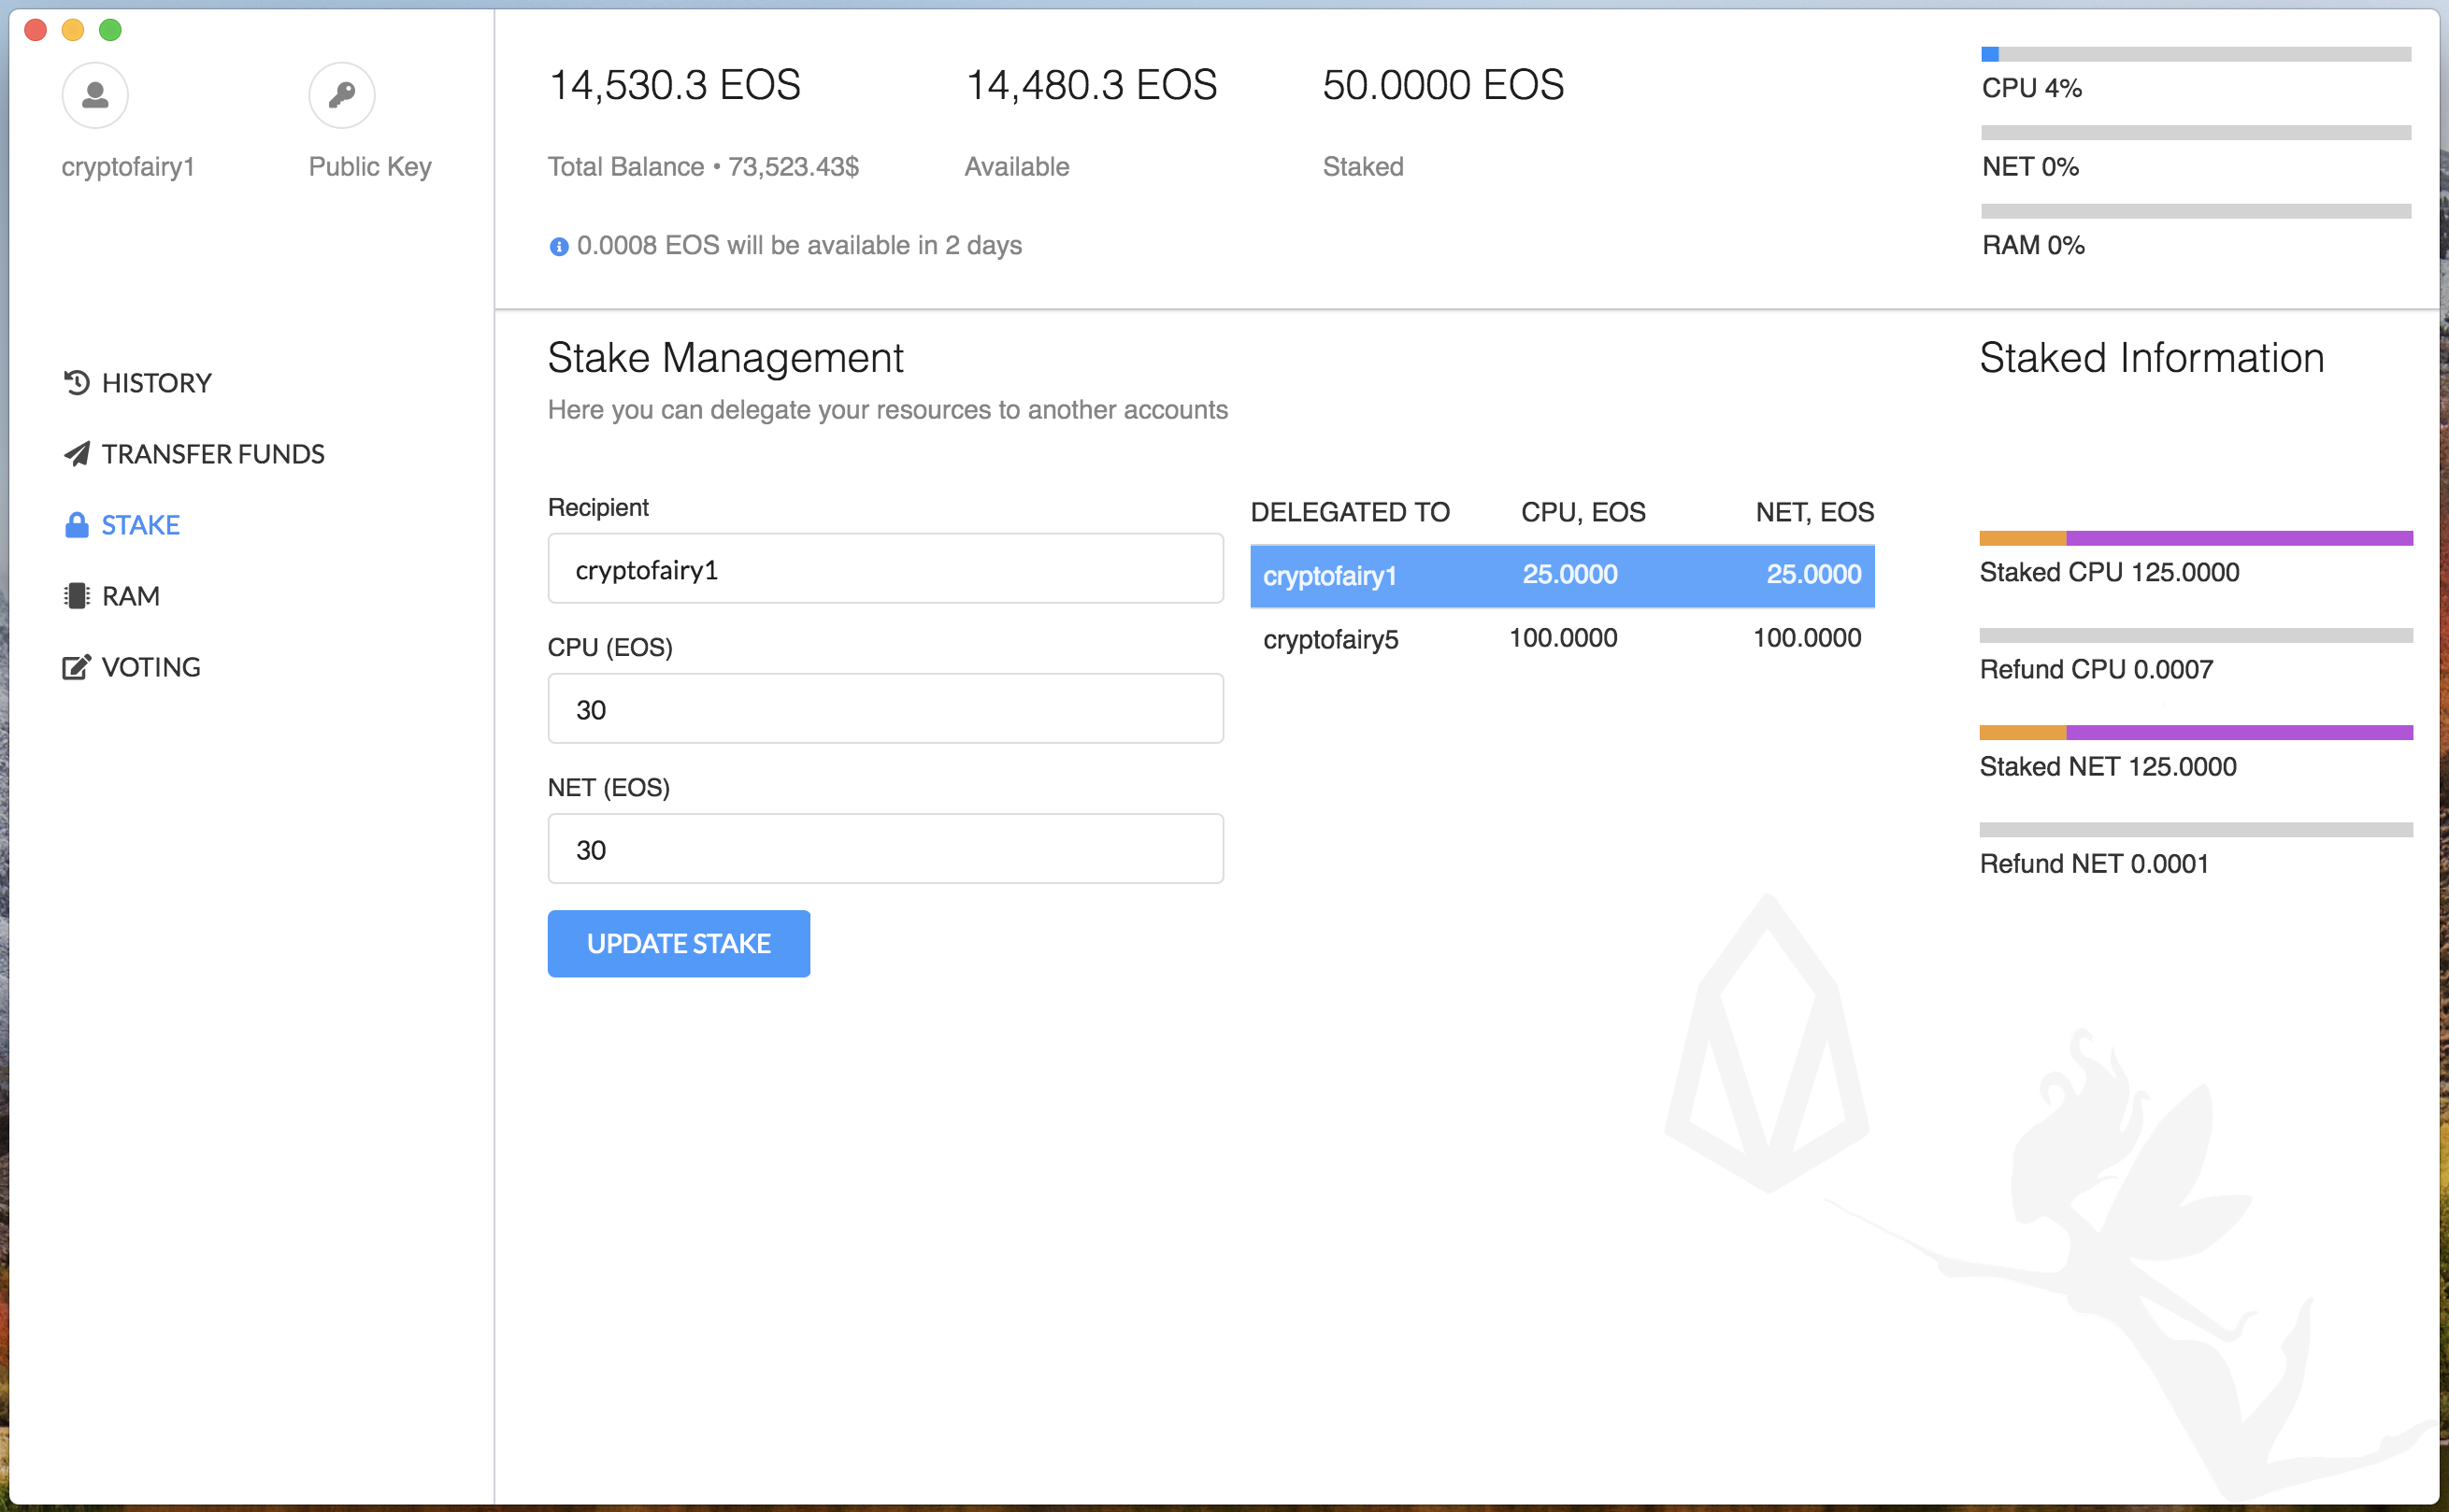 cryptofairy1
Public Key
HISTORY
TRANSFER FUNDS
STAKE
RAM
VOTING
14,530.3 EOS
Total Balance • 73,523.43$
14,480.3 EOS
Available
50.0000 EOS
Staked
0.0008 EOS will be available in 2 days
CPU 4%
NET 0%
RAM 0%
Stake Management
Here you can delegate your resources to another accounts
Recipient
cryptofairy1
CPU (EOS)
30
NET (EOS)
30
UPDATE STAKE
DELEGATED TO CPU, EOS NET, EOS
cryptofairy1 25.0000 25.0000
cryptofairy5 100.0000 100.0000
Staked Information
Staked CPU 125.0000
Refund CPU 0.0007
Staked NET 125.0000
Refund NET 0.0001